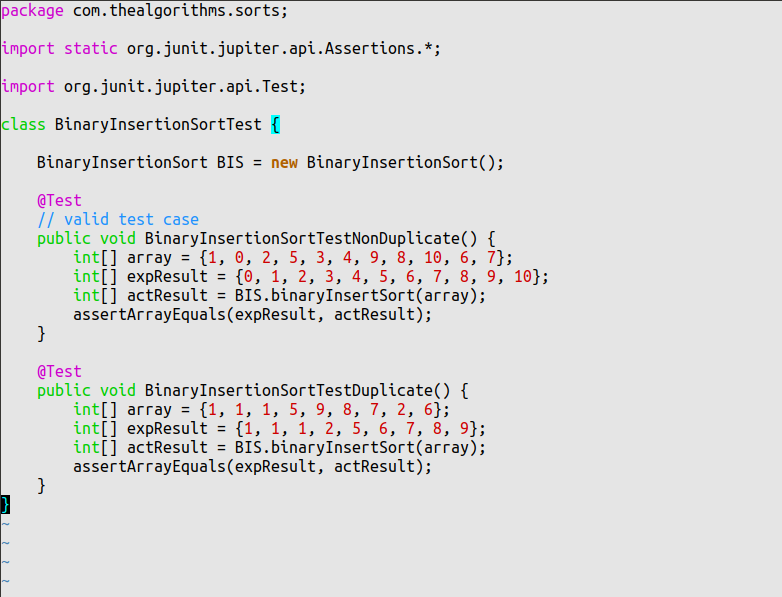 package com.thealgorithms.sorts;

import static org.junit.jupiter.api.Assertions.*;

import org.junit.jupiter.api.Test;

class BinaryInsertionSortTest {

    BinaryInsertionSort BIS = new BinaryInsertionSort();

    @Test
    // valid test case
    public void BinaryInsertionSortTestNonDuplicate() {
        int[] array = {1, 0, 2, 5, 3, 4, 9, 8, 10, 6, 7};
        int[] expResult = {0, 1, 2, 3, 4, 5, 6, 7, 8, 9, 10};
        int[] actResult = BIS.binaryInsertSort(array);
        assertArrayEquals(expResult, actResult);
    }

    @Test
    public void BinaryInsertionSortTestDuplicate() {
        int[] array = {1, 1, 1, 5, 9, 8, 7, 2, 6};
        int[] expResult = {1, 1, 1, 2, 5, 6, 7, 8, 9};
        int[] actResult = BIS.binaryInsertSort(array);
        assertArrayEquals(expResult, actResult);
    }
}
~
~
~
~